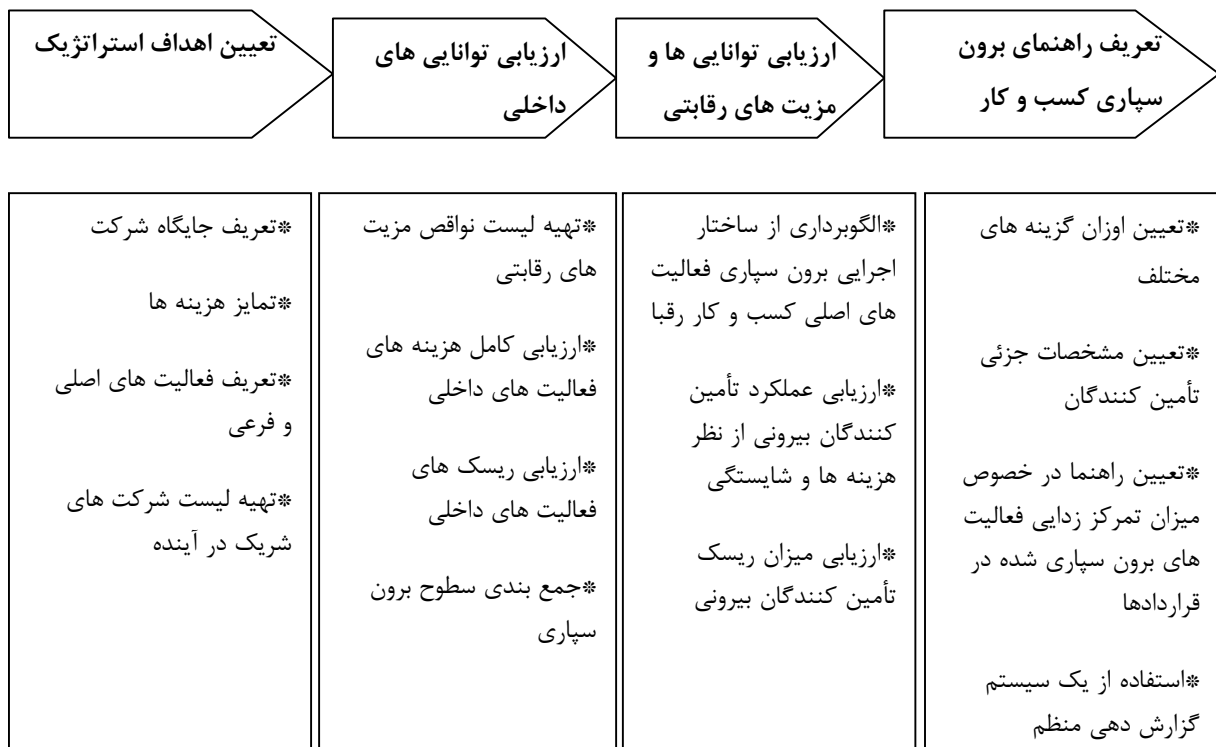 تعیین اهداف استراتژیک
ارزیابی توانایی های
داخلی
ارزیابی توانایی ها و
مزیت های رقابتی
تعریف راهنمای برون
سپاری کسب و کار
*تعریف جایگاه شرکت
*تمایز هزینه ها
*تعریف فعالیت های اصلی
و فرعی
*تهیه لیست شرکت های
شریک در آینده
*تهیه لیست نواقص مزیت
های رقابتی
*ارزیابی کامل هزینه های
فعالیت های داخلی
*ارزیابی ریسک های
فعالیت های داخلی
*جمع بندی سطوح برون
سپاری
*الگوبرداری از ساختار
اجرایی برون سپاری فعالیت
های اصلی کسب و کار رقبا
*ارزیابی عملکرد تأمین
کنندگان بیرونی از نظر
هزینه ها و شایستگی
*ارزیابی میزان ریسک
تأمین کنندگان بیرونی
*تعیین اوزان گزینه های
مختلف
*تعیین مشخصات جزئی
تأمین کنندگان
*تعیین راهنما در خصوص
میزان تمرکز زدایی فعالیت
های برون سپاری شده در
قراردادها
*استفاده از یک سیستم
گزارش دهی منظم